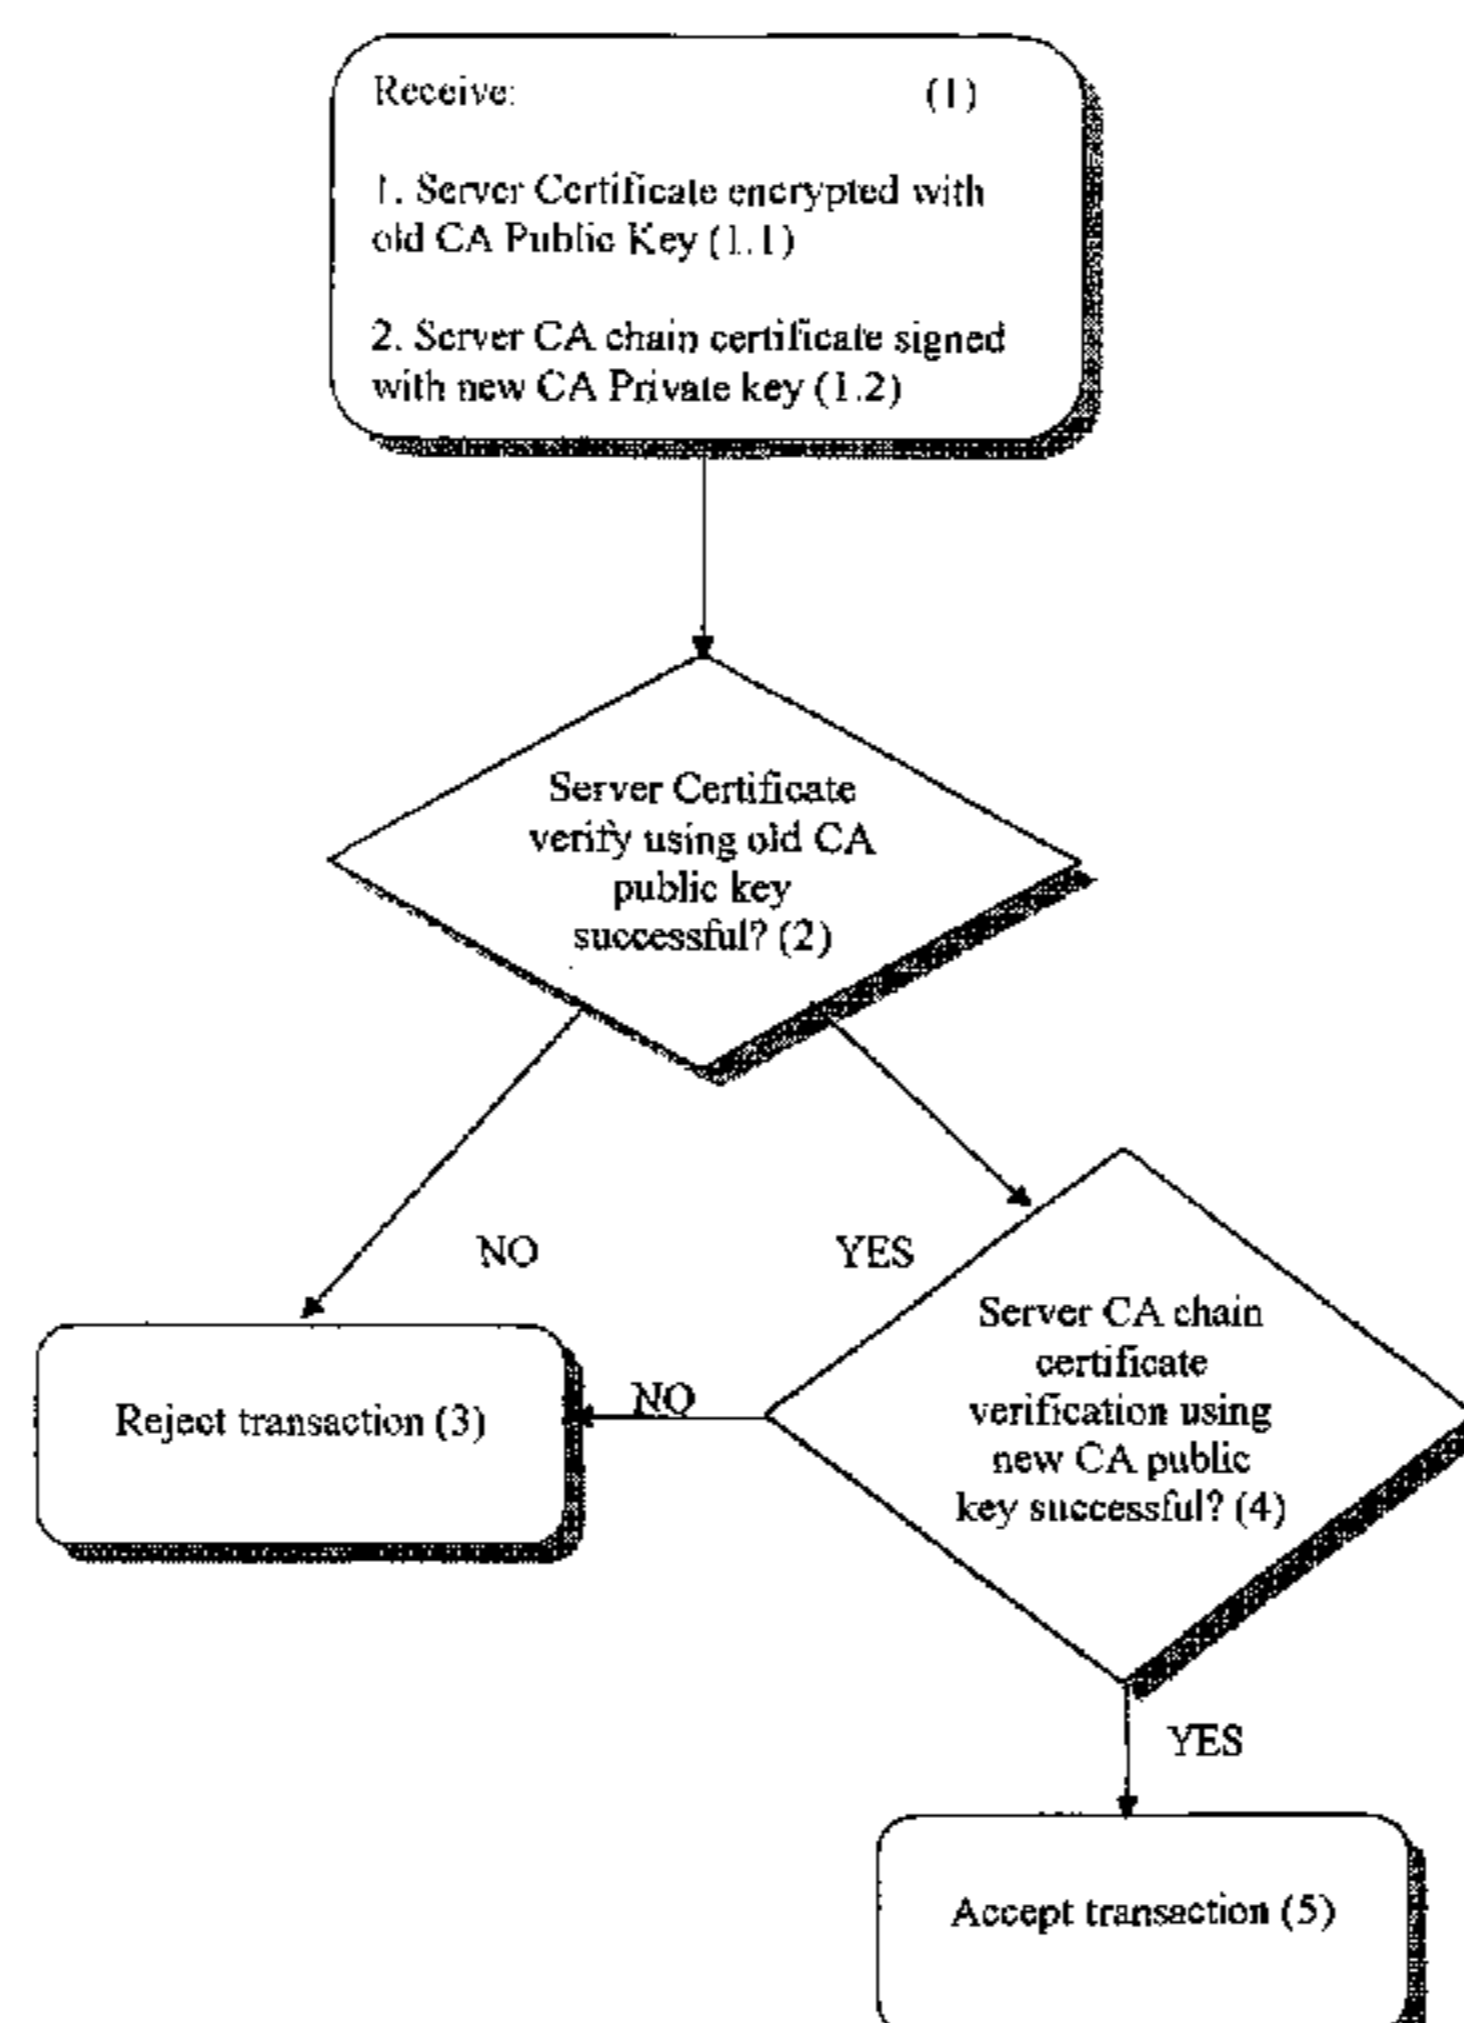 Receive: (1)
1. Server Certificate encrypted with
old CA Public Key (1.1)
2. Server CA chain certificate signed
with new CA Private key (1.2)
Server Certificate
verify using old CA
public key
successful? (2)
NO
YES
Server CA chain
certificate
verification using
new CA public
key successful? (4)
NO
Reject transaction (3)
YES
Accept transaction (5)